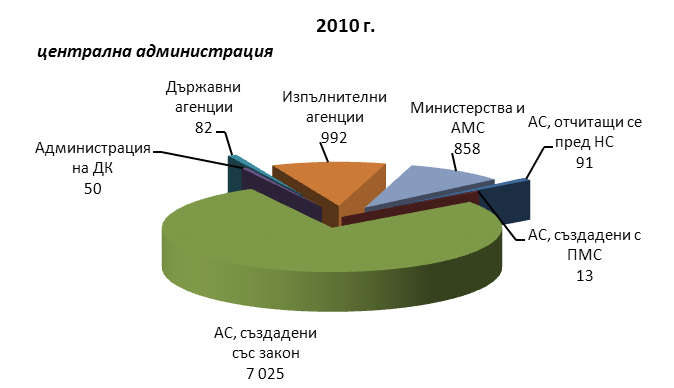 2010 г.
централна администрация
Държавни
агенции
82
Изпълнителни
агенции
992
Министерства и
АМС
858
АС, отчитащи се
пред НС
91
Администрация
на ДК
50
АС, създадени с
ПМС
13
АС, създадени
със закон
7 025